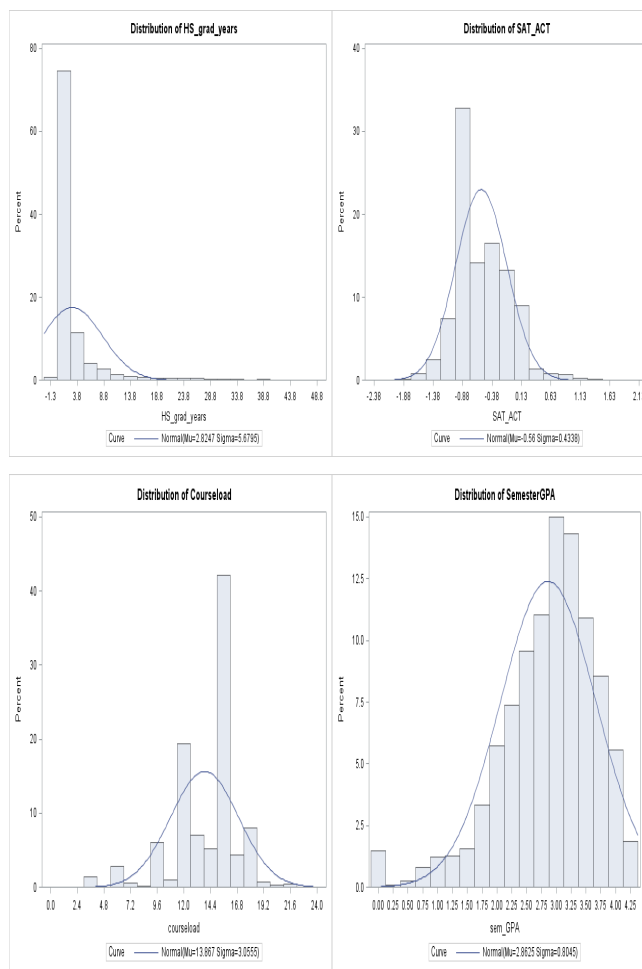 Distribution of HS_grad_years
80
60
40
20
0
Percent
-1.3 3.8 8.8 13.8 18.8 23.8 28.8 33.8 38.8 43.8 48.8
HS_grad_years
Curve Normal(Mu=2.8247 Sigma=5.6795)
Distribution of SAT_ACT
40
30
20
10
0
Percent
-2.38 -1.88 -1.38 -0.88 -0.38 0.13 0.63 1.13 1.63 2.1
SAT_ACT
Curve Normal(Mu=-0.56 Sigma=0.4338)
Distribution of Courseload
50
40
30
20
10
0
Percent
0.0 2.4 4.8 7.2 9.6 12.0 14.4 16.8 19.2 21.6 24.0
courseload
Curve Normal(Mu=13.867 Sigma=3.0555)
Distribution of SemesterGPA
15.0
12.5
10.0
7.5
5.0
2.5
0
Percent
0.00 0.25 0.50 0.75 1.00 1.25 1.50 1.75 2.00 2.25 2.50 2.75 3.00 3.25 3.50 3.75 4.00 4.25
sem_GPA
Curve Normal(Mu=2.8625 Sigma=0.8045)